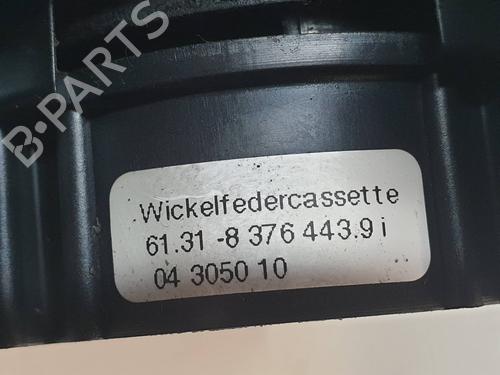 B-PARTS
Wickelfedercassette
61.31 -8 376 443.9 i
04 3050 10